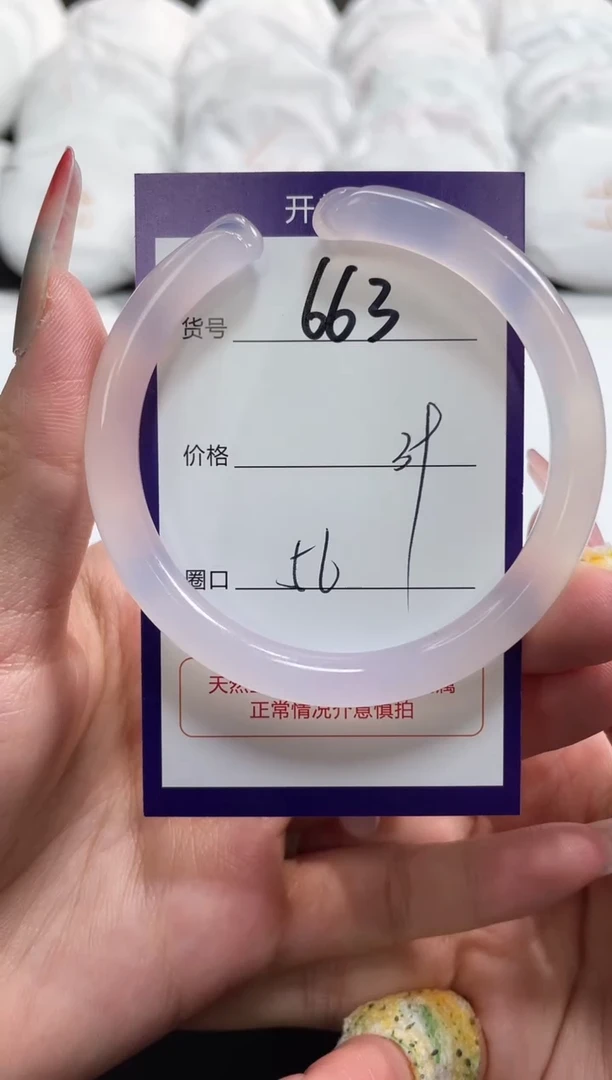 开
货号 663
价格
圈口 56
天然
正常情况介意慎拍